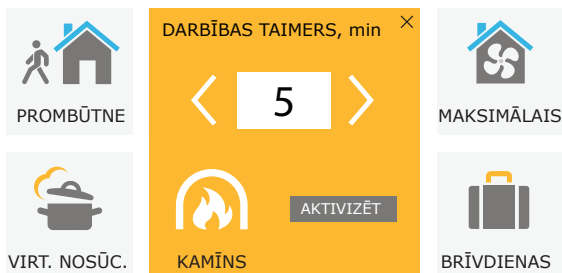 DARBĪBAS TAIMERS, min
5
PROMBŪTNE
MAKSIMĀLAIS
AKTIVIZĒT
VIRT. NOSŪC.
KAMĪNS
BRĪVDIENAS